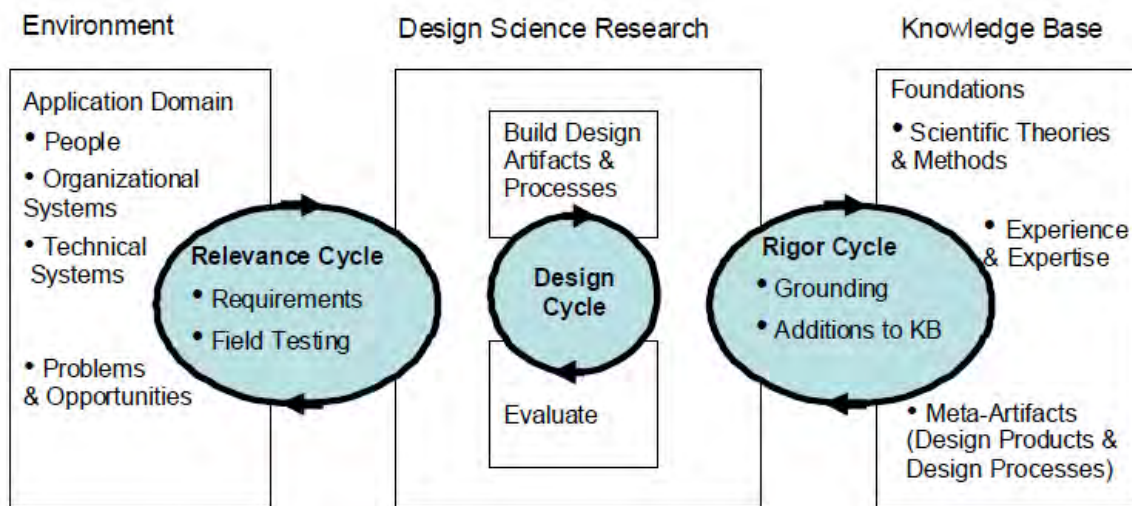 Environment
Design Science Research
Knowledge Base
Application Domain
• People
• Organizational
Systems
• Technical
Systems
• Problems
& Opportunities
Relevance Cycle
• Requirements
• Field Testing
Build Design
Artifacts &
Processes
Design
Cycle
Evaluate
Rigor Cycle
• Grounding
• Additions to KB
Foundations
• Scientific Theories
& Methods
• Experience
& Expertise
• Meta-Artifacts
(Design Products &
Design Processes)